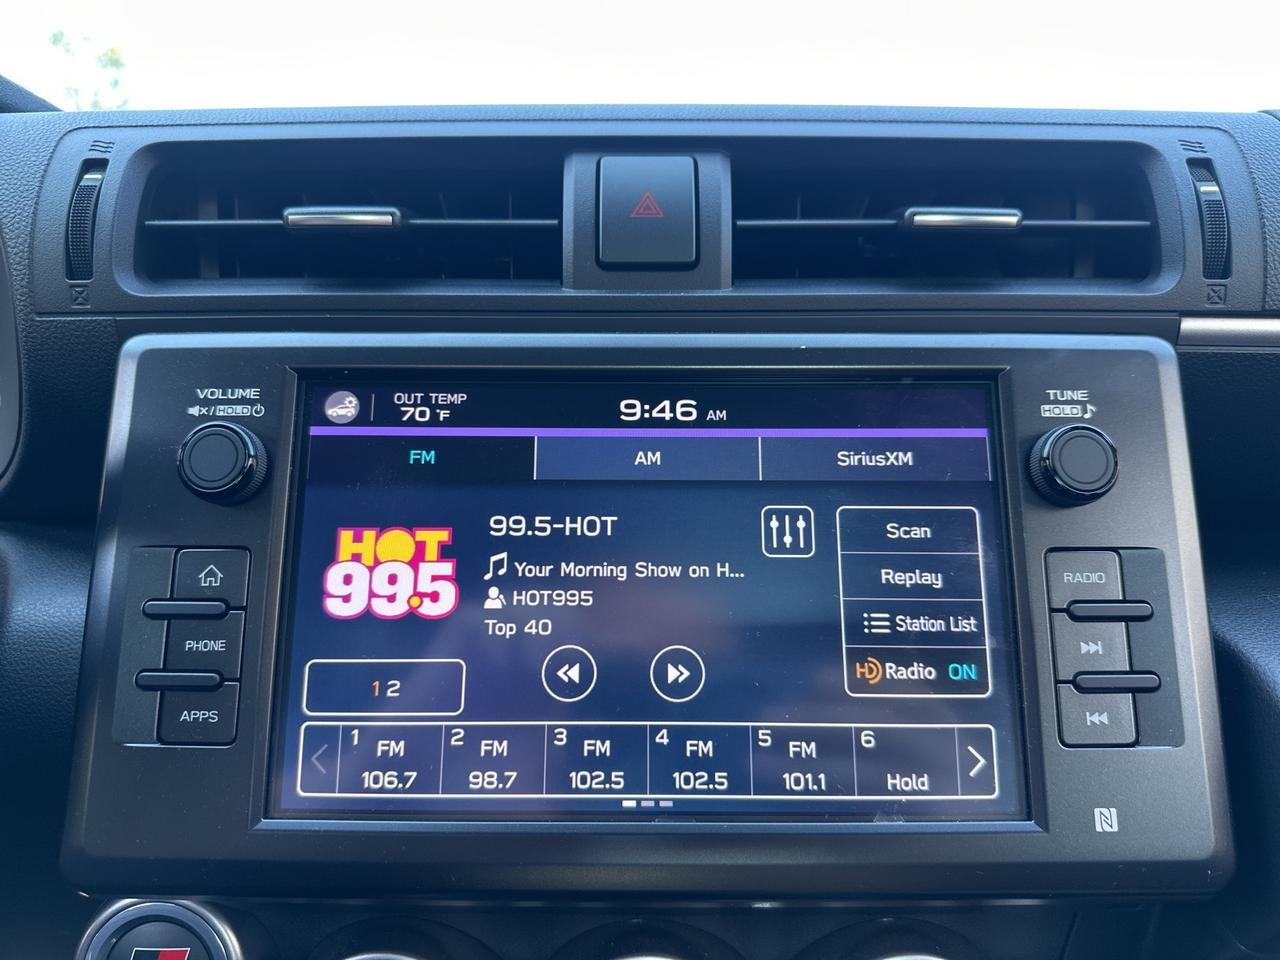 VOLUME
/ HOLD
TUNE
HOLD
OUT TEMP
70 °F
9:46 AM
FM
AM
SiriusXM
HOT
99.5
99.5-HOT
Your Morning Show on H...
HOT995
Top 40
Scan
Replay
Station List
HD Radio ON
1 2
1 FM 106.7
2 FM 98.7
3 FM 102.5
4 FM 102.5
5 FM 101.1
6 Hold
PHONE
APPS
RADIO